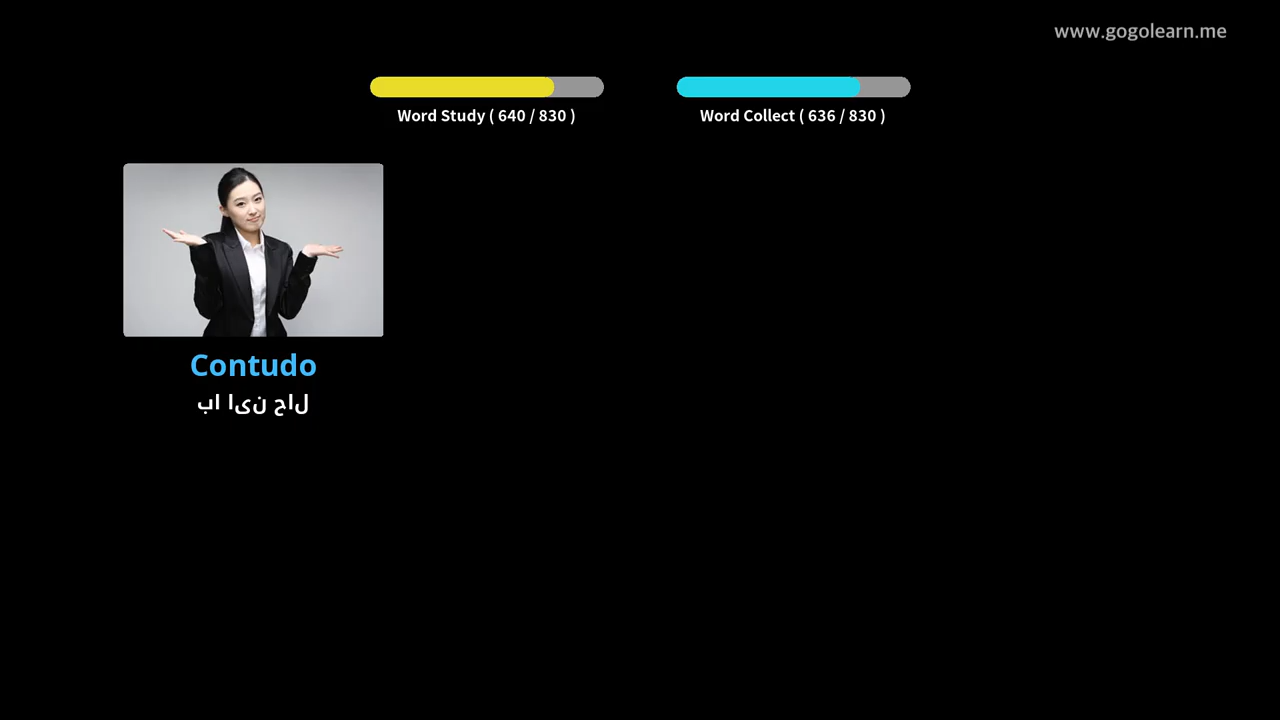 www.gogolearn.me
Word Study ( 640 / 830 )
Word Collect ( 636 / 830 )
Contudo
با این حال